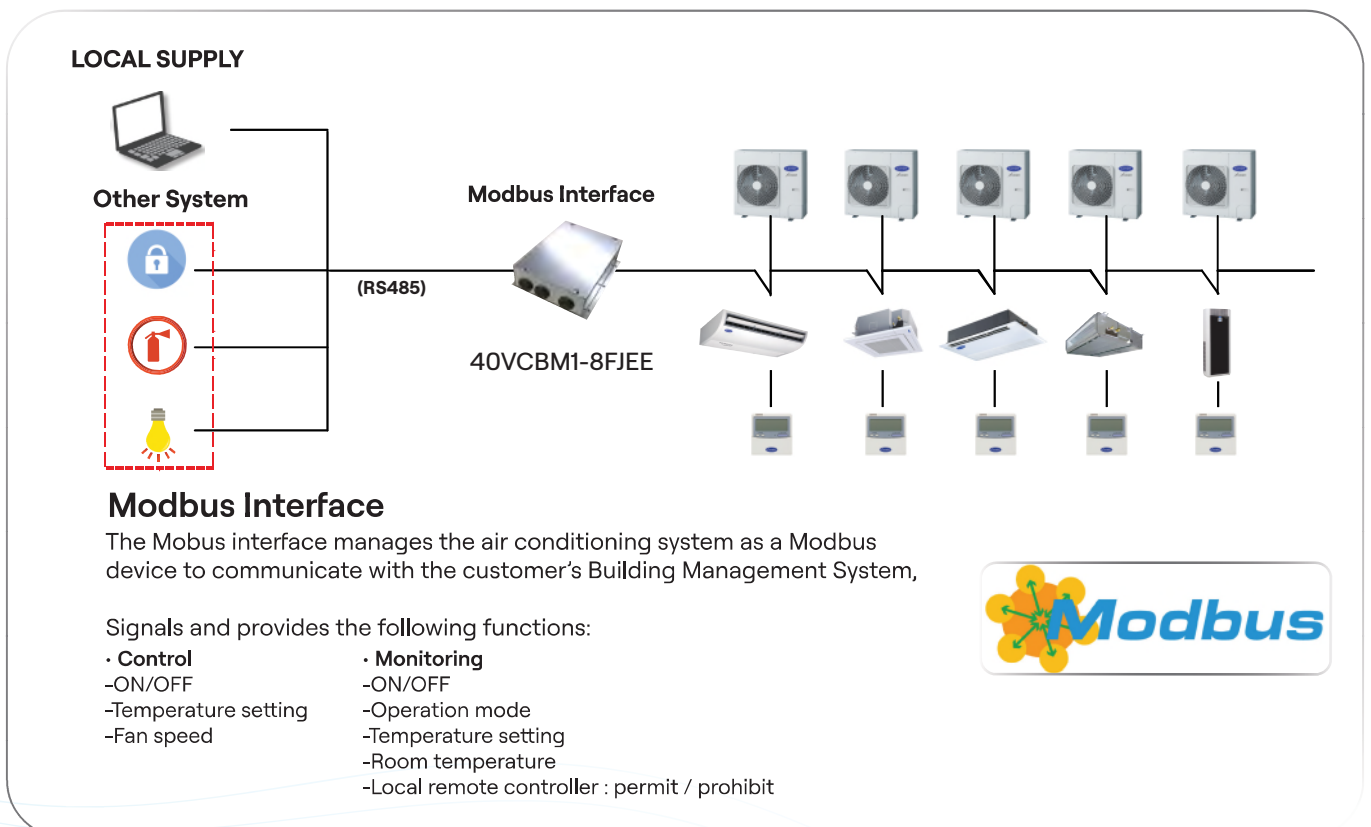 LOCAL SUPPLY
Other System
Modbus Interface
(RS485)
40VCBM1-8FJEE
Modbus Interface
The Mobus interface manages the air conditioning system as a Modbus
device to communicate with the customer's Building Management System,
Signals and provides the following functions:
· Control
-ON/OFF
-Temperature setting
-Fan speed
· Monitoring
-ON/OFF
-Operation mode
-Temperature setting
-Room temperature
-Local remote controller : permit / prohibit
Modbus